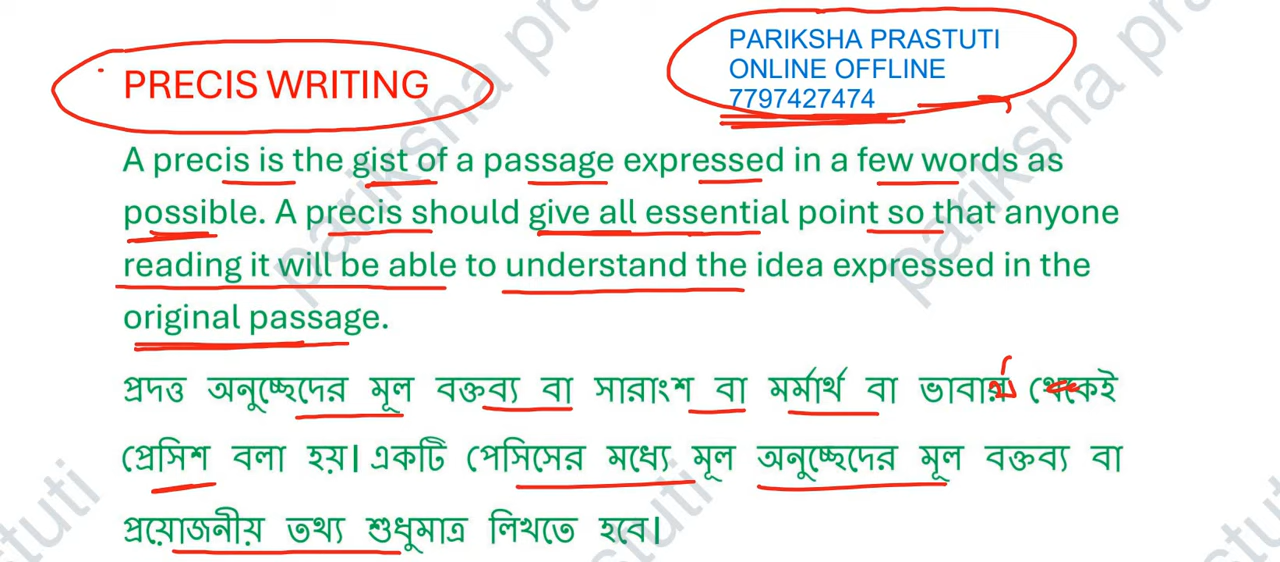 PRECIS WRITING
PARIKSHA PRASTUTI
ONLINE OFFLINE
7797427474
A precis is the gist of a passage expressed in a few words as
possible. A precis should give all essential point so that anyone
reading it will be able to understand the idea expressed in the
original passage.
প্রদত্ত অনুচ্ছেদের মূল বক্তব্য বা সারাংশ বা মর্মার্থ বা
প্রেসিশ বলা হয়। একটি পেসিসের মধ্যে মূল অনুচ্ছেদের মূল বক্তব্য বা
প্রয়োজনীয় তথ্য শুধুমাত্র লিখতে হবে।
pariksha
pariksha